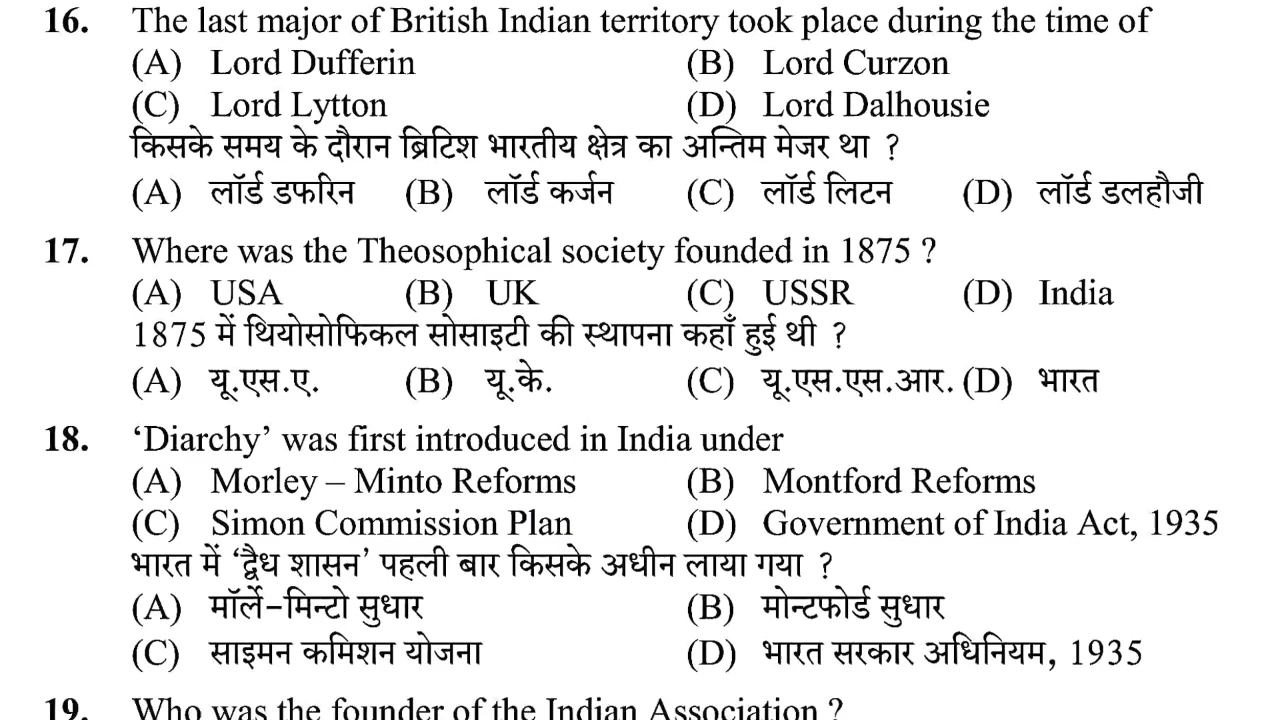 16. The last major of British Indian territory took place during the time of
(A) Lord Dufferin (B) Lord Curzon
(C) Lord Lytton (D) Lord Dalhousie
किसके समय के दौरान ब्रिटिश भारतीय क्षेत्र का अन्तिम मेजर था ?
(A) लॉर्ड डफरिन (B) लॉर्ड कर्जन (C) लॉर्ड लिटन (D) लॉर्ड डलहौजी
17. Where was the Theosophical society founded in 1875 ?
(A) USA (B) UK (C) USSR (D) India
1875 में थियोसोफिकल सोसाइटी की स्थापना कहाँ हुई थी ?
(A) यू.एस.ए. (B) यू.के. (C) यू.एस.एस.आर. (D) भारत
18. ‘Diarchy’ was first introduced in India under
(A) Morley – Minto Reforms (B) Montford Reforms
(C) Simon Commission Plan (D) Government of India Act, 1935
भारत में ‘द्वैध शासन’ पहली बार किसके अधीन लाया गया ?
(A) मॉर्ले-मिन्टो सुधार (B) मोन्टफोर्ड सुधार
(C) साइमन कमिशन योजना (D) भारत सरकार अधिनियम, 1935
19. Who was the founder of the Indian Association ?